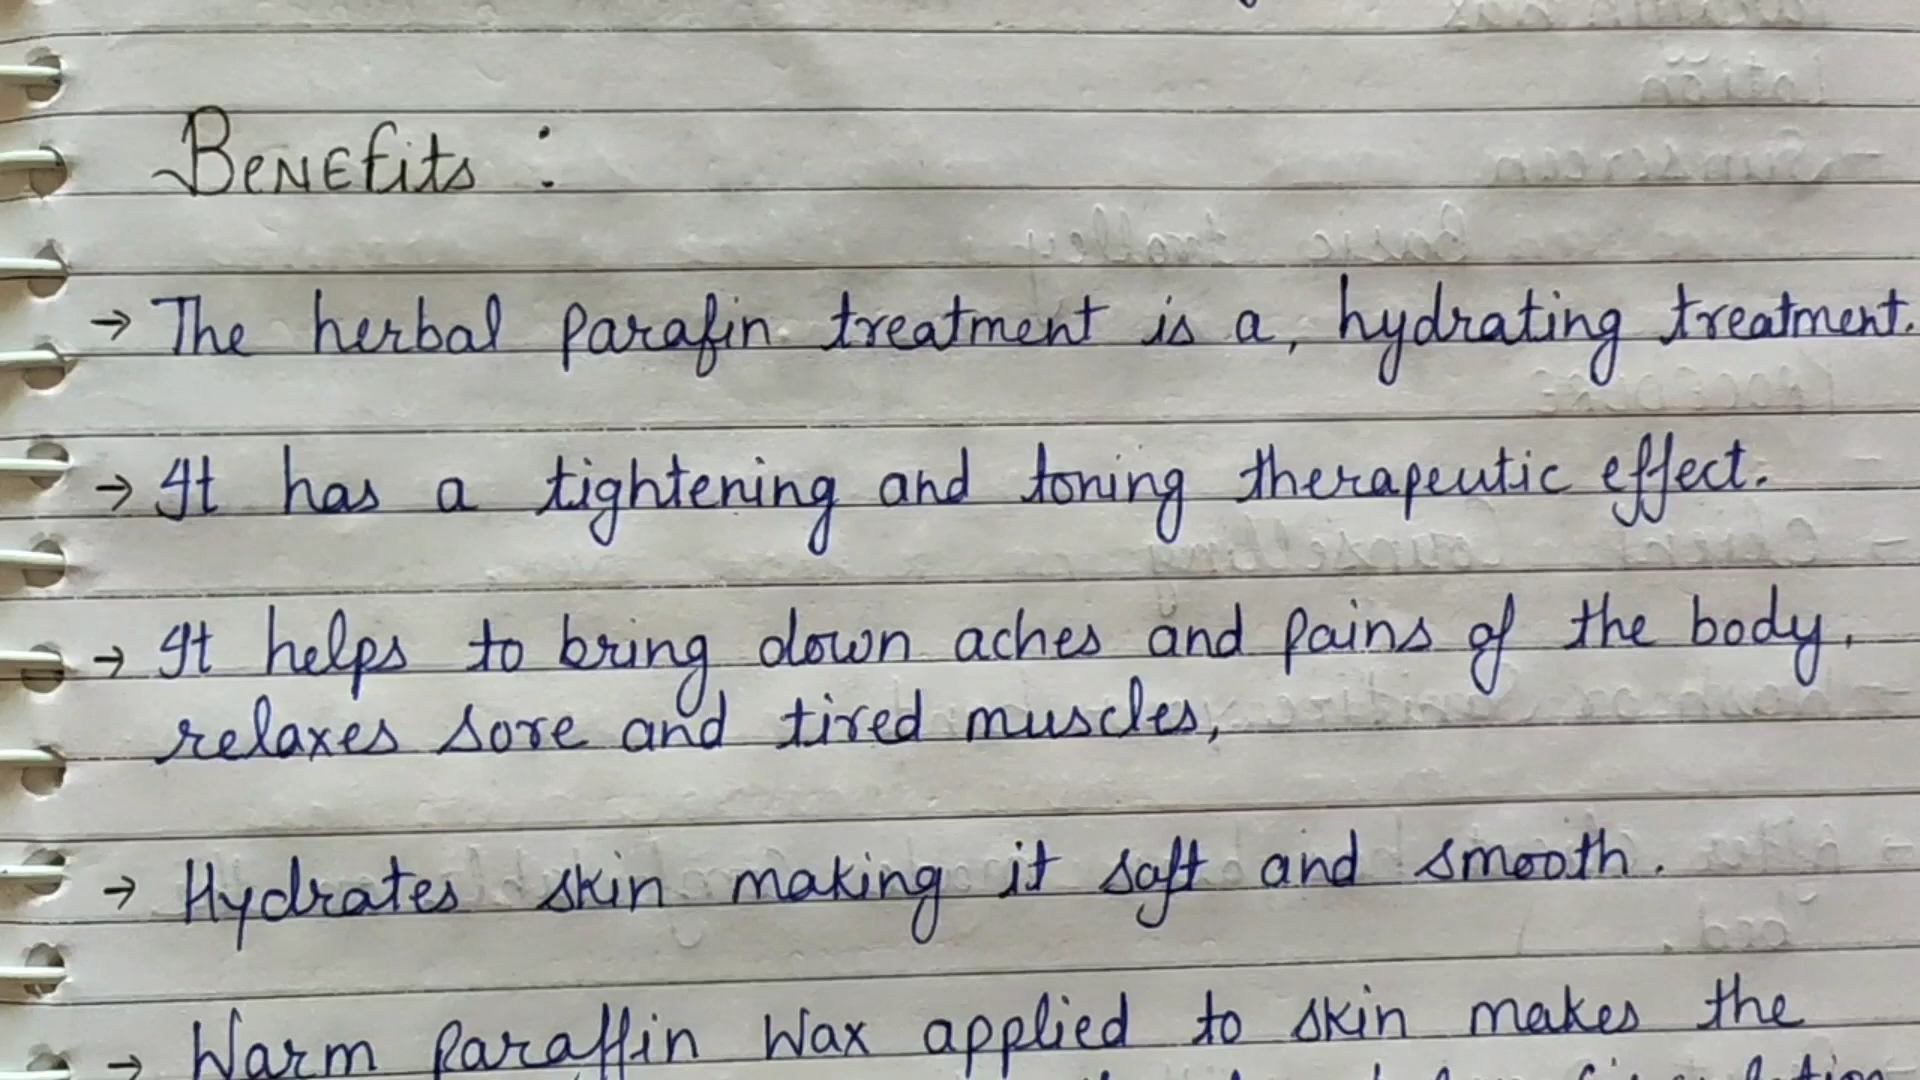 Benefits :
→ The herbal parafin treatment is a, hydrating treatment.
→ It has a tightening and toning therapeutic effect.
→ It helps to bring down aches and pains of the body.
relaxes sore and tired muscles,
→ Hydrates skin making it soft and smooth.
→ Warm paraffin wax applied to skin makes the